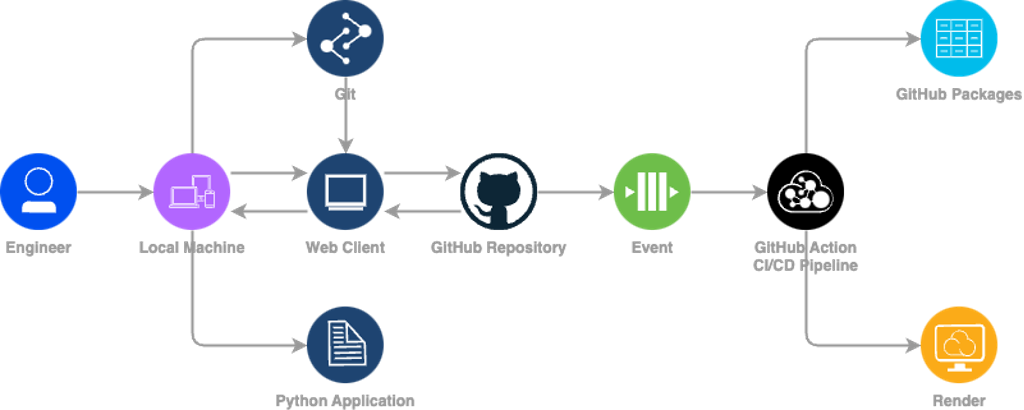 Git
GitHub Packages
Engineer
Local Machine
Web Client
GitHub Repository
Event
GitHub Action
CI/CD Pipeline
Python Application
Render